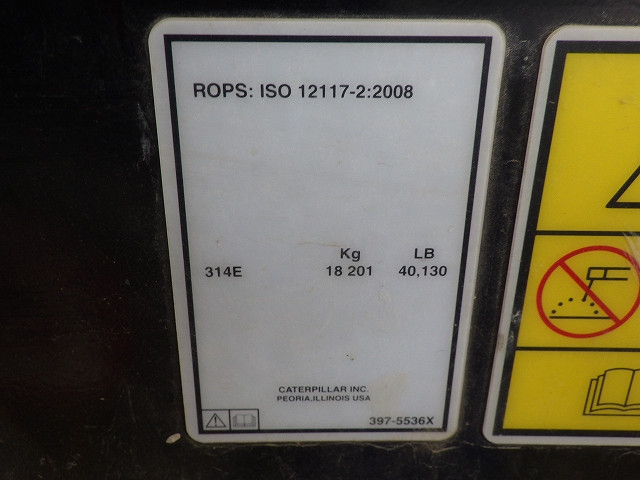 ROPS: ISO 12117-2:2008
Kg LB
314E 18 201 40,130
CATERPILLAR INC.
PEORIA,ILLINOIS USA
397-5536X